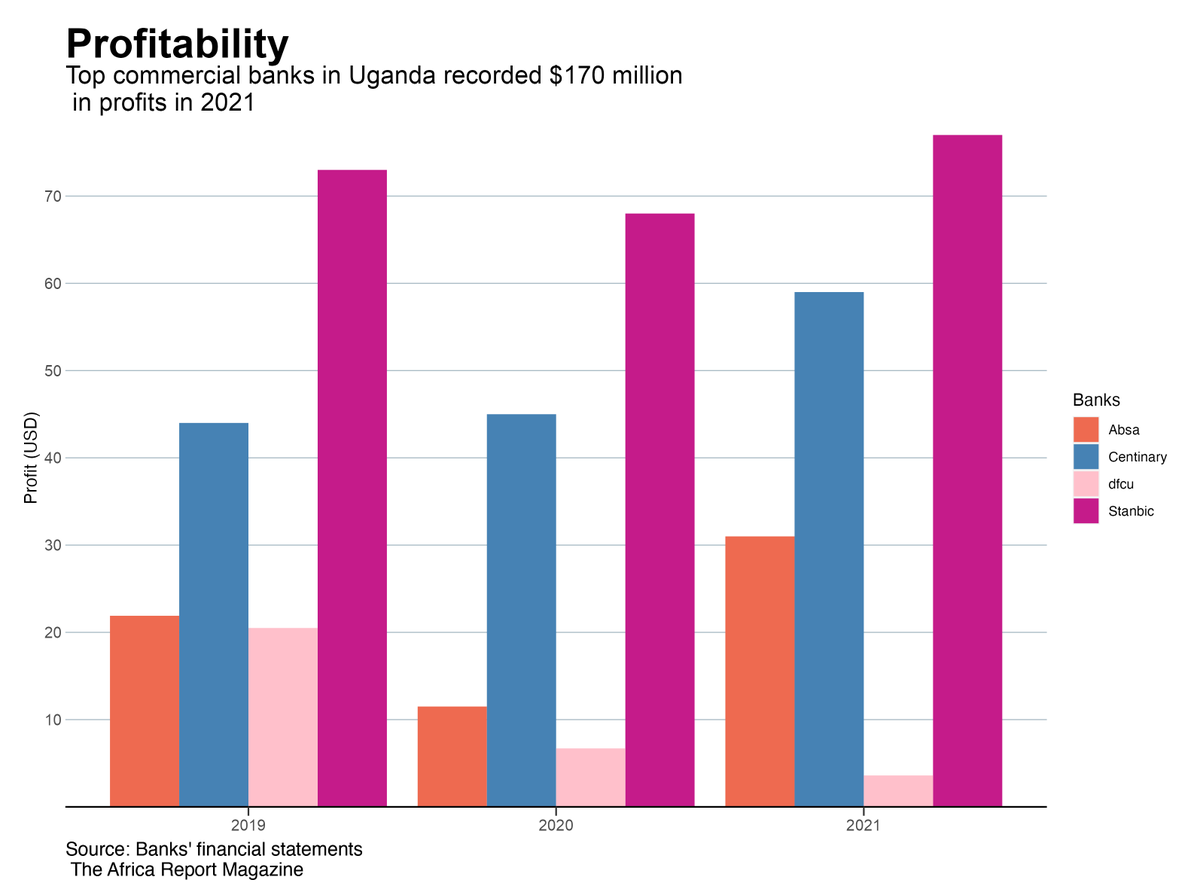 Profitability
Top commercial banks in Uganda recorded $170 million
in profits in 2021
70
60
50
40
30
20
10
Profit (USD)
2019
2020
2021
Banks
Absa
Centinary
dfcu
Stanbic
Source: Banks' financial statements
The Africa Report Magazine